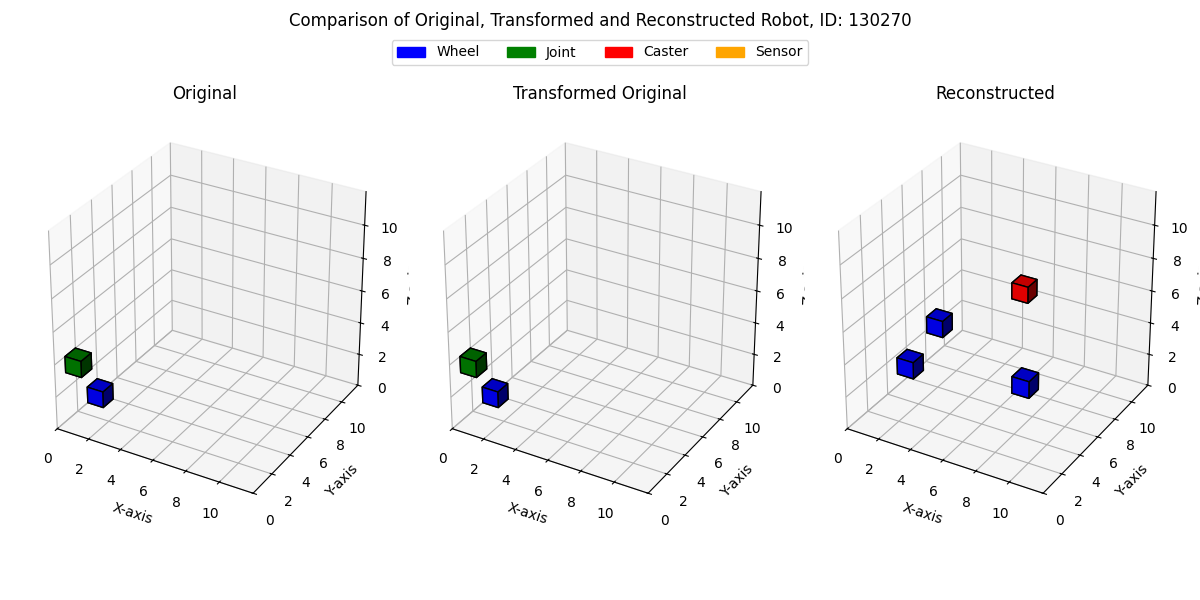 Comparison of Original, Transformed and Reconstructed Robot, ID: 130270
Wheel Joint Caster Sensor
Original
0 2 4 6 8 10
X-axis
0 2 4 6 8 10
Y-axis
0 2 4 6 8 10
Transformed Original
0 2 4 6 8 10
X-axis
0 2 4 6 8 10
Y-axis
0 2 4 6 8 10
Reconstructed
0 2 4 6 8 10
X-axis
0 2 4 6 8 10
Y-axis
0 2 4 6 8 10